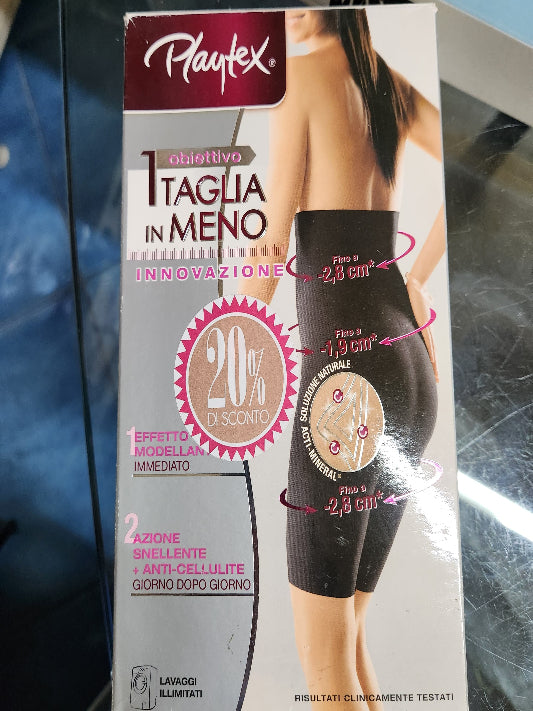 Playtex®
obiettivo
1 TAGLIA
IN MENO
INNOVAZIONE
Fino a
-2,8 cm*
Fino a
-1,9 cm*
20%
DI SCONTO
SOLUZIONE NATURALE
ACTI-MINERAL
1 EFFETTO
MODELLAN
IMMEDIATO
Fino a
-2,8 cm*
2 AZIONE
SNELLENTE
+ ANTI-CELLULITE
GIORNO DOPO GIORNO
LAVAGGI
ILLIMITATI
RISULTATI CLINICAMENTE TESTATI